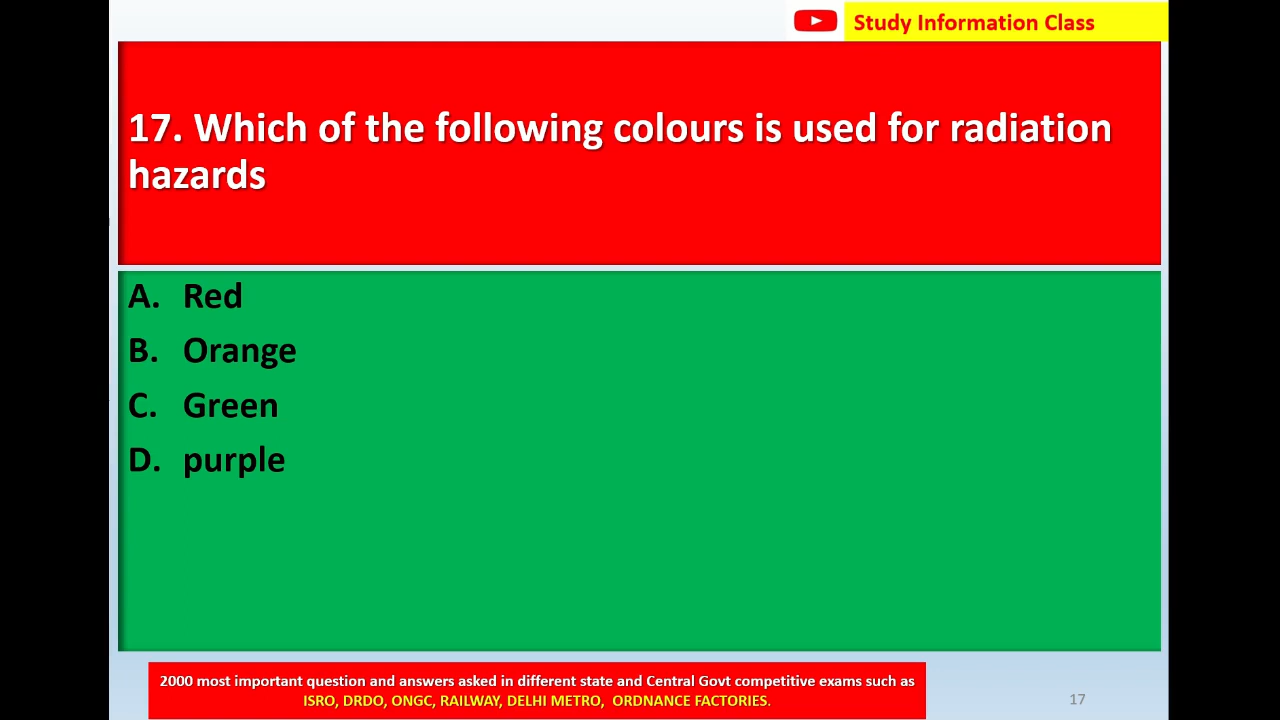 Study Information Class
17. Which of the following colours is used for radiation
hazards
A. Red
B. Orange
C. Green
D. purple
2000 most important question and answers asked in different state and Central Govt competitive exams such as
ISRO, DRDO, ONGC, RAILWAY, DELHI METRO, ORDNANCE FACTORIES.
17